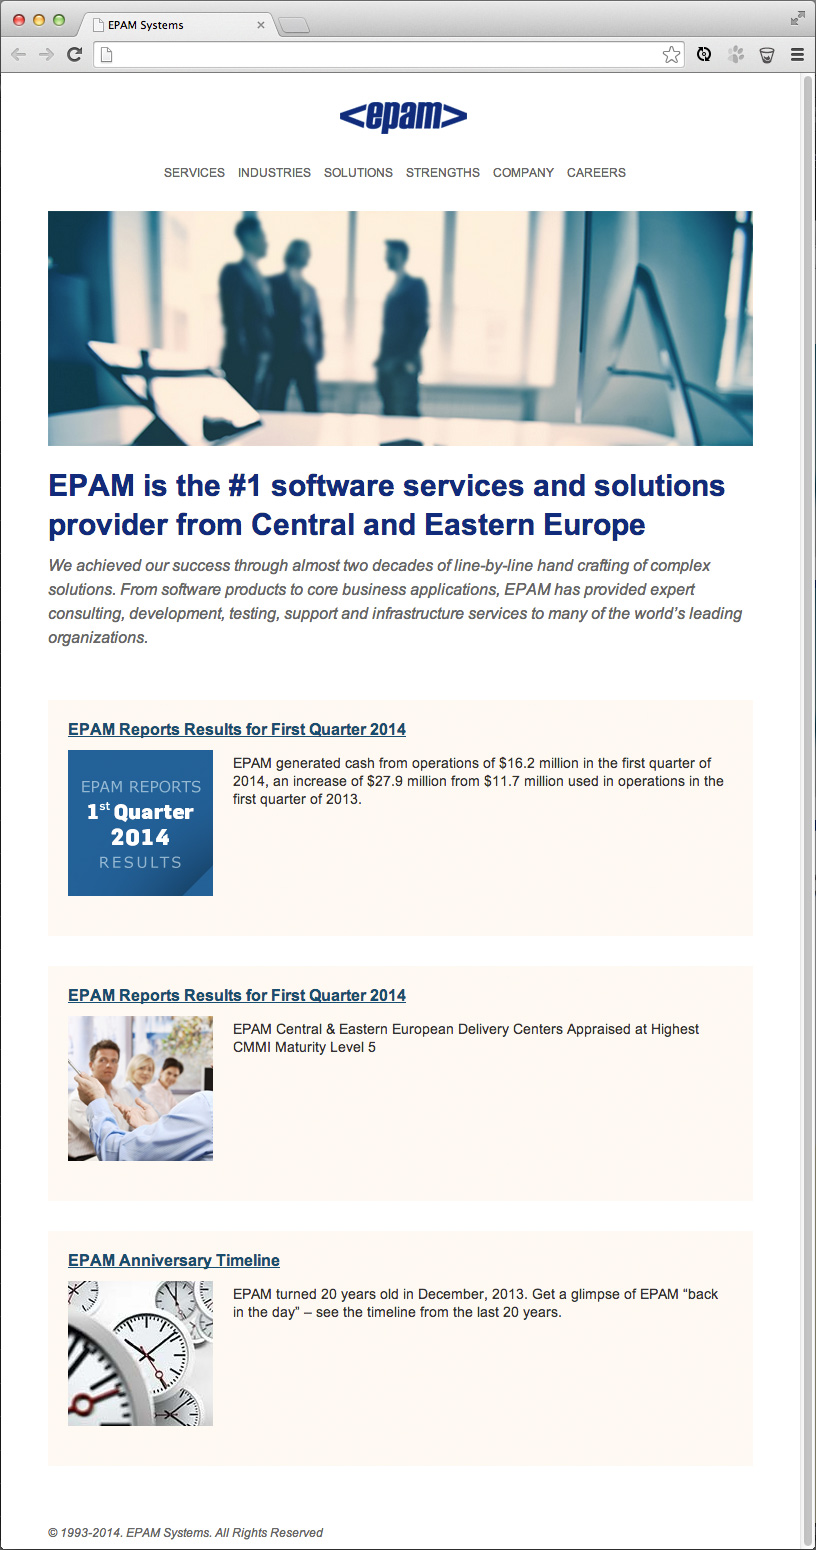 EPAM Systems
<epam>
SERVICES INDUSTRIES SOLUTIONS STRENGTHS COMPANY CAREERS
EPAM is the #1 software services and solutions
provider from Central and Eastern Europe
We achieved our success through almost two decades of line-by-line hand crafting of complex
solutions. From software products to core business applications, EPAM has provided expert
consulting, development, testing, support and infrastructure services to many of the world's leading
organizations.
EPAM Reports Results for First Quarter 2014
EPAM REPORTS
1st Quarter
2014
RESULTS
EPAM generated cash from operations of $16.2 million in the first quarter of
2014, an increase of $27.9 million from $11.7 million used in operations in the
first quarter of 2013.
EPAM Reports Results for First Quarter 2014
EPAM Central & Eastern European Delivery Centers Appraised at Highest
CMMI Maturity Level 5
EPAM Anniversary Timeline
EPAM turned 20 years old in December, 2013. Get a glimpse of EPAM “back
in the day” – see the timeline from the last 20 years.
© 1993-2014. EPAM Systems. All Rights Reserved